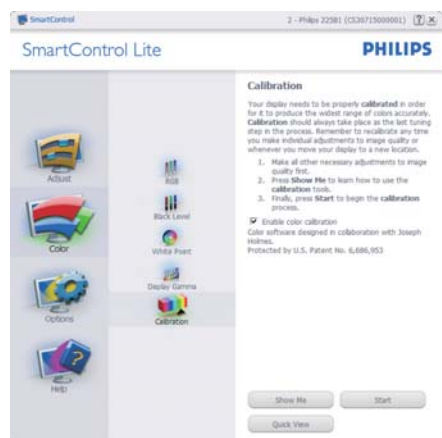 SmartControl
2 - Philips 225B1 (CS30715000001)
SmartControl Lite
PHILIPS
Adjust
Color
Options
Help
RGB
Black Level
White Point
Display Gamma
Calibration
Calibration
Your display needs to be properly calibrated in order
for it to produce the widest range of colors accurately.
Calibration should always take place as the last tuning
step in the process. Remember to recalibrate any time
you make individual adjustments to image quality or
whenever you move your display to a new location.
1. Make all other necessary adjustments to image
quality first.
2. Press Show Me to learn how to use the
calibration tools.
3. Finally, press Start to begin the calibration
process.
Enable color calibration
Color software designed in collaboration with Joseph
Holmes.
Protected by U.S. Patent No. 6,686,953
Show Me
Start
Quick View